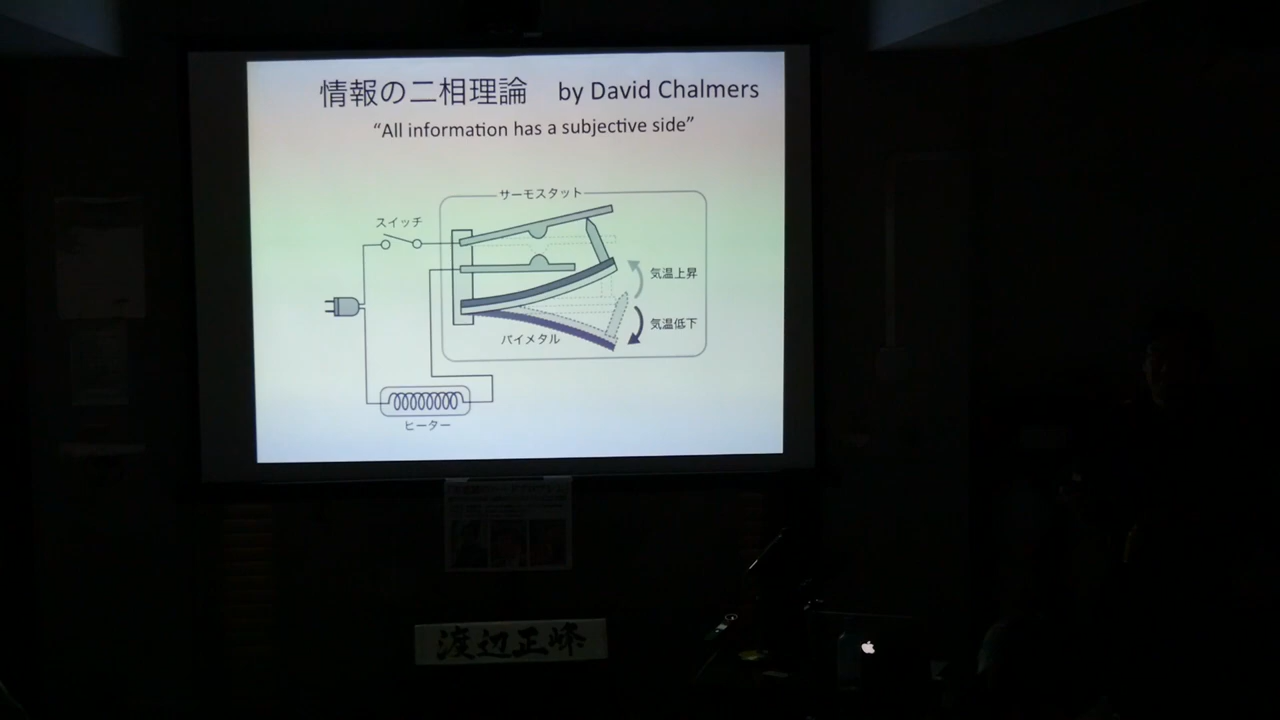 情報の二相理論 by David Chalmers
“All information has a subjective side”
サーモスタット
スイッチ
気温上昇
気温低下
バイメタル
ヒーター
渡辺正峰